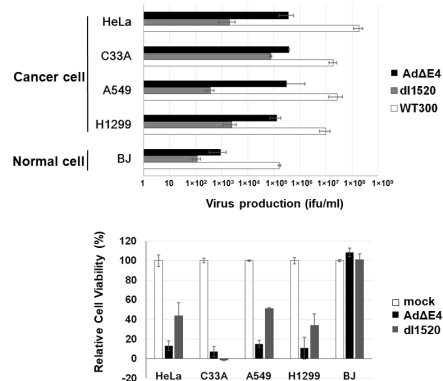 HeLa
C33A
Cancer cell
A549
H1299
Normal cell
BJ
AdΔE4
dl1520
WT300
1 10 1×10² 1×10³ 1×10⁴ 1×10⁵ 1×10⁶ 1×10⁷ 1×10⁸ 1×10⁹
Virus production (ifu/ml)
Relative Cell Viability (%)
120
100
80
60
40
20
0
-20
HeLa C33A A549 H1299 BJ
mock
AdΔE4
dl1520